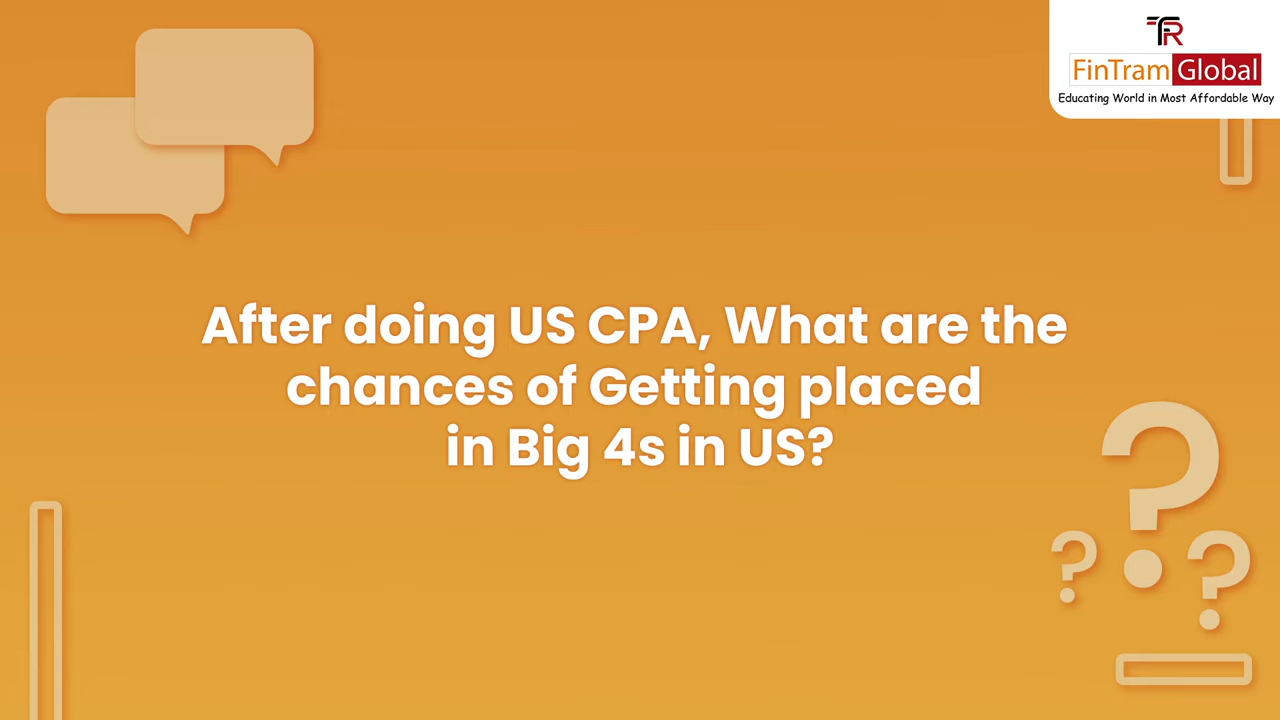 TR
FinTram Global
Educating World in Most Affordable Way
After doing US CPA, What are the
chances of Getting placed
in Big 4s in US?
? ? ?